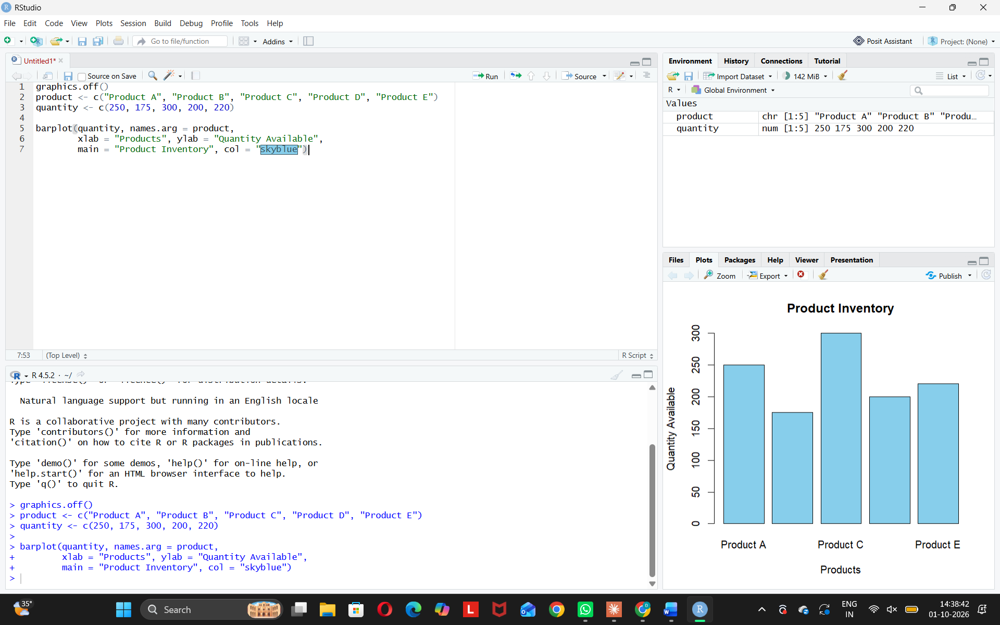 RStudio
File Edit Code View Plots Session Build Debug Profile Tools Help
Go to file/function Addins Posit Assistant Project: (None)
Untitled1*
Source on Save Run Source
1 graphics.off()
2 product <- c("Product A", "Product B", "Product C", "Product D", "Product E")
3 quantity <- c(250, 175, 300, 200, 220)
4
5 barplot(quantity, names.arg = product,
6         xlab = "Products", ylab = "Quantity Available",
7         main = "Product Inventory", col = "skyblue")
7:53 (Top Level) R Script
R 4.5.2 · ~/
Natural language support but running in an English locale
R is a collaborative project with many contributors.
Type 'contributors()' for more information and
'citation()' on how to cite R or R packages in publications.
Type 'demo()' for some demos, 'help()' for on-line help, or
'help.start()' for an HTML browser interface to help.
Type 'q()' to quit R.
> graphics.off()
> product <- c("Product A", "Product B", "Product C", "Product D", "Product E")
> quantity <- c(250, 175, 300, 200, 220)
>
> barplot(quantity, names.arg = product,
+         xlab = "Products", ylab = "Quantity Available",
+         main = "Product Inventory", col = "skyblue")
>
Environment History Connections Tutorial
Import Dataset 142 MiB List
R Global Environment
Values
product chr [1:5] "Product A" "Product B" "Produ...
quantity num [1:5] 250 175 300 200 220
Files Plots Packages Help Viewer Presentation
Zoom Export Publish
Product Inventory
Quantity Available
300
250
200
150
100
50
0
Product A Product C Product E
Products
35° Search ENG IN 14:38:42
01-10-2026